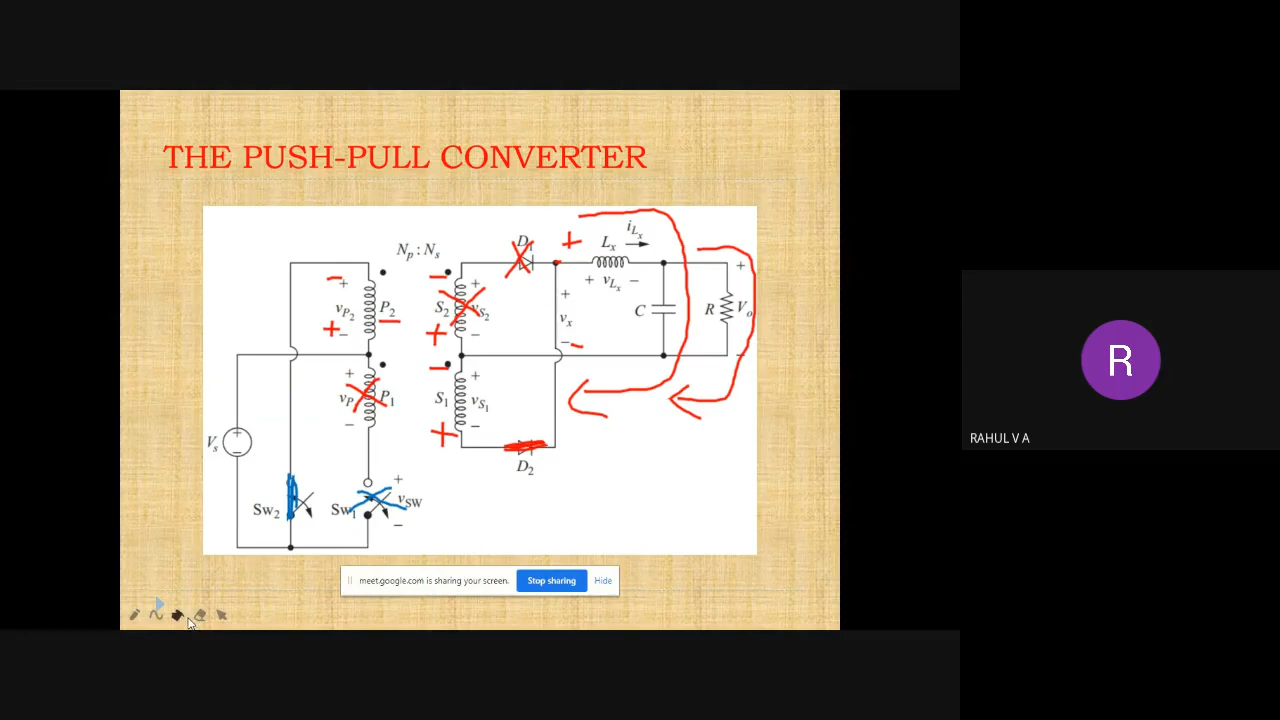 THE PUSH-PULL CONVERTER
Np : Ns
D1
Lx
iLx
+ vLx −
+
vP2
−
P2
S2
+
vS2
−
+
vx
−
C
R
+
Vo
−
+
vP
−
P1
S1
+
vS1
−
D2
Vs
+
−
Sw2
Sw1
+
vSW
−
meet.google.com is sharing your screen.
Stop sharing
Hide
R
RAHUL V A